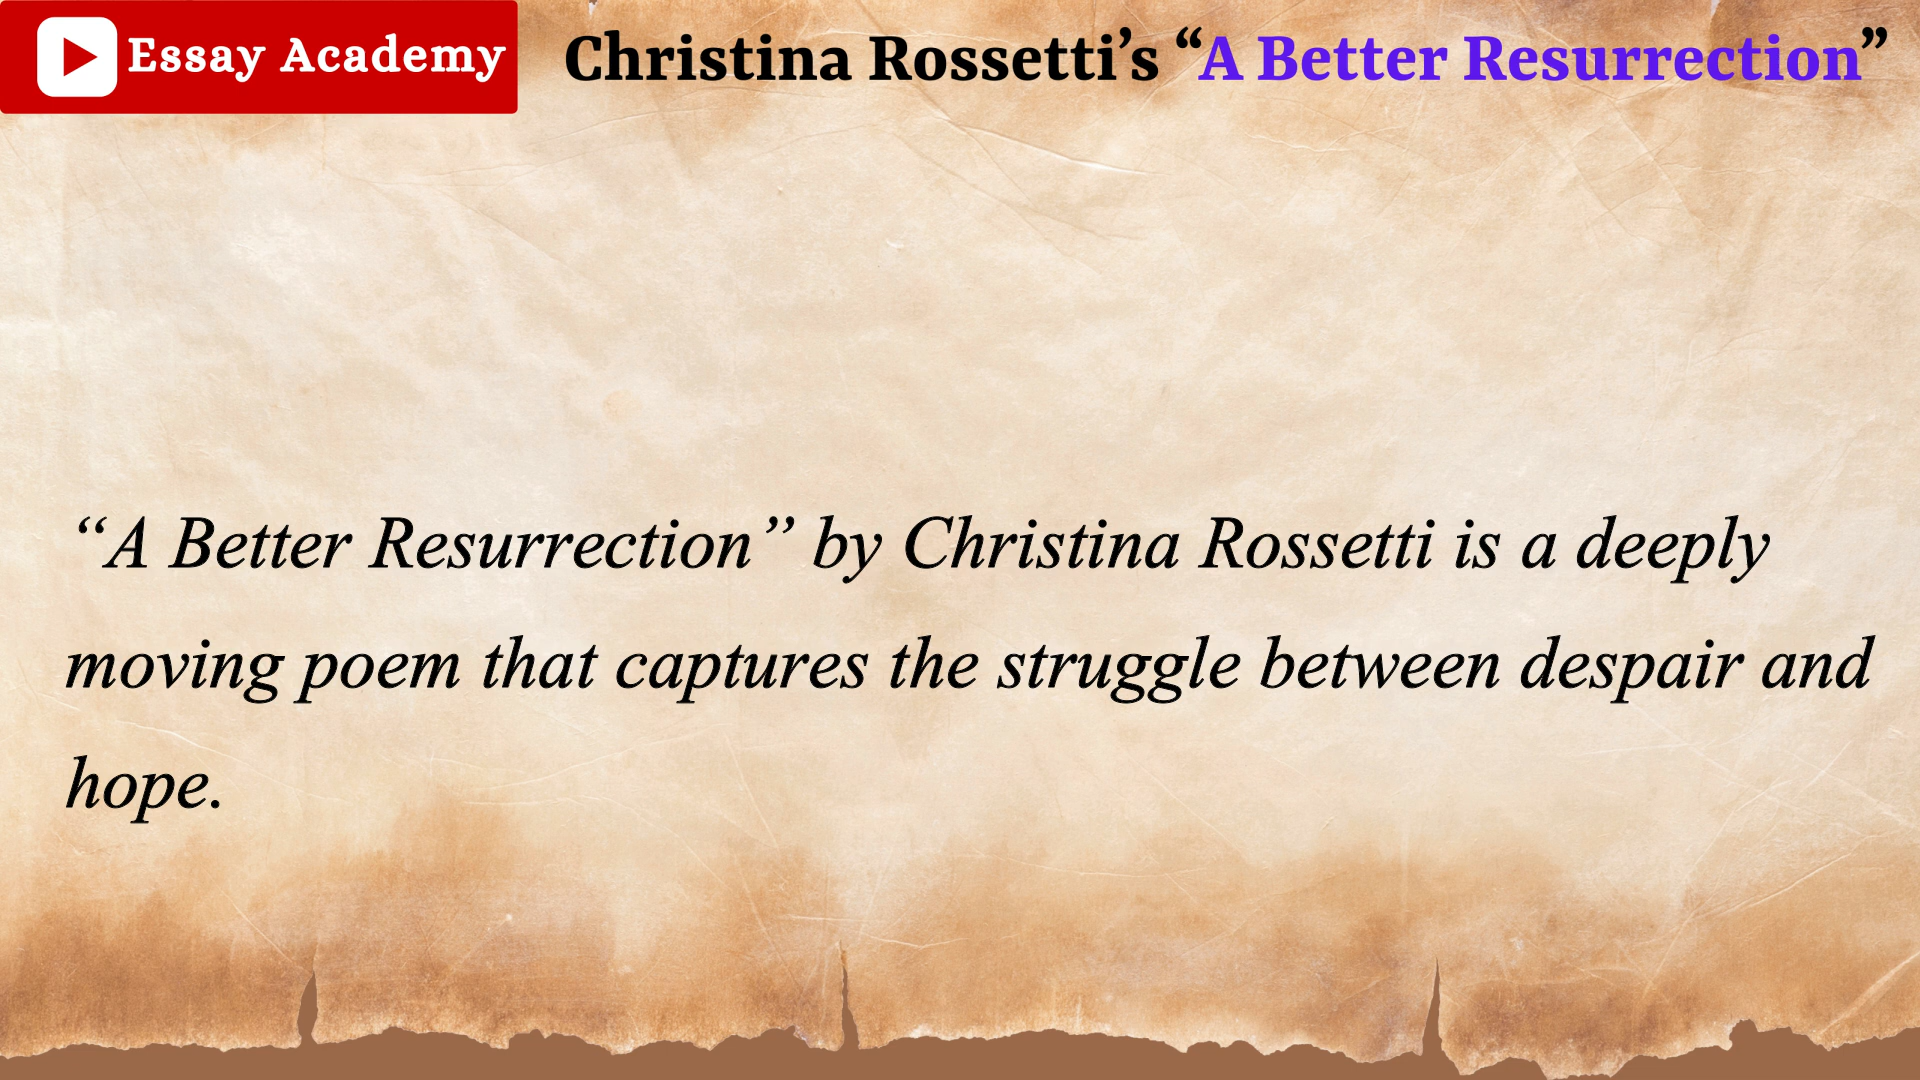 Essay Academy
Christina Rossetti’s “A Better Resurrection”
“A Better Resurrection” by Christina Rossetti is a deeply
moving poem that captures the struggle between despair and
hope.